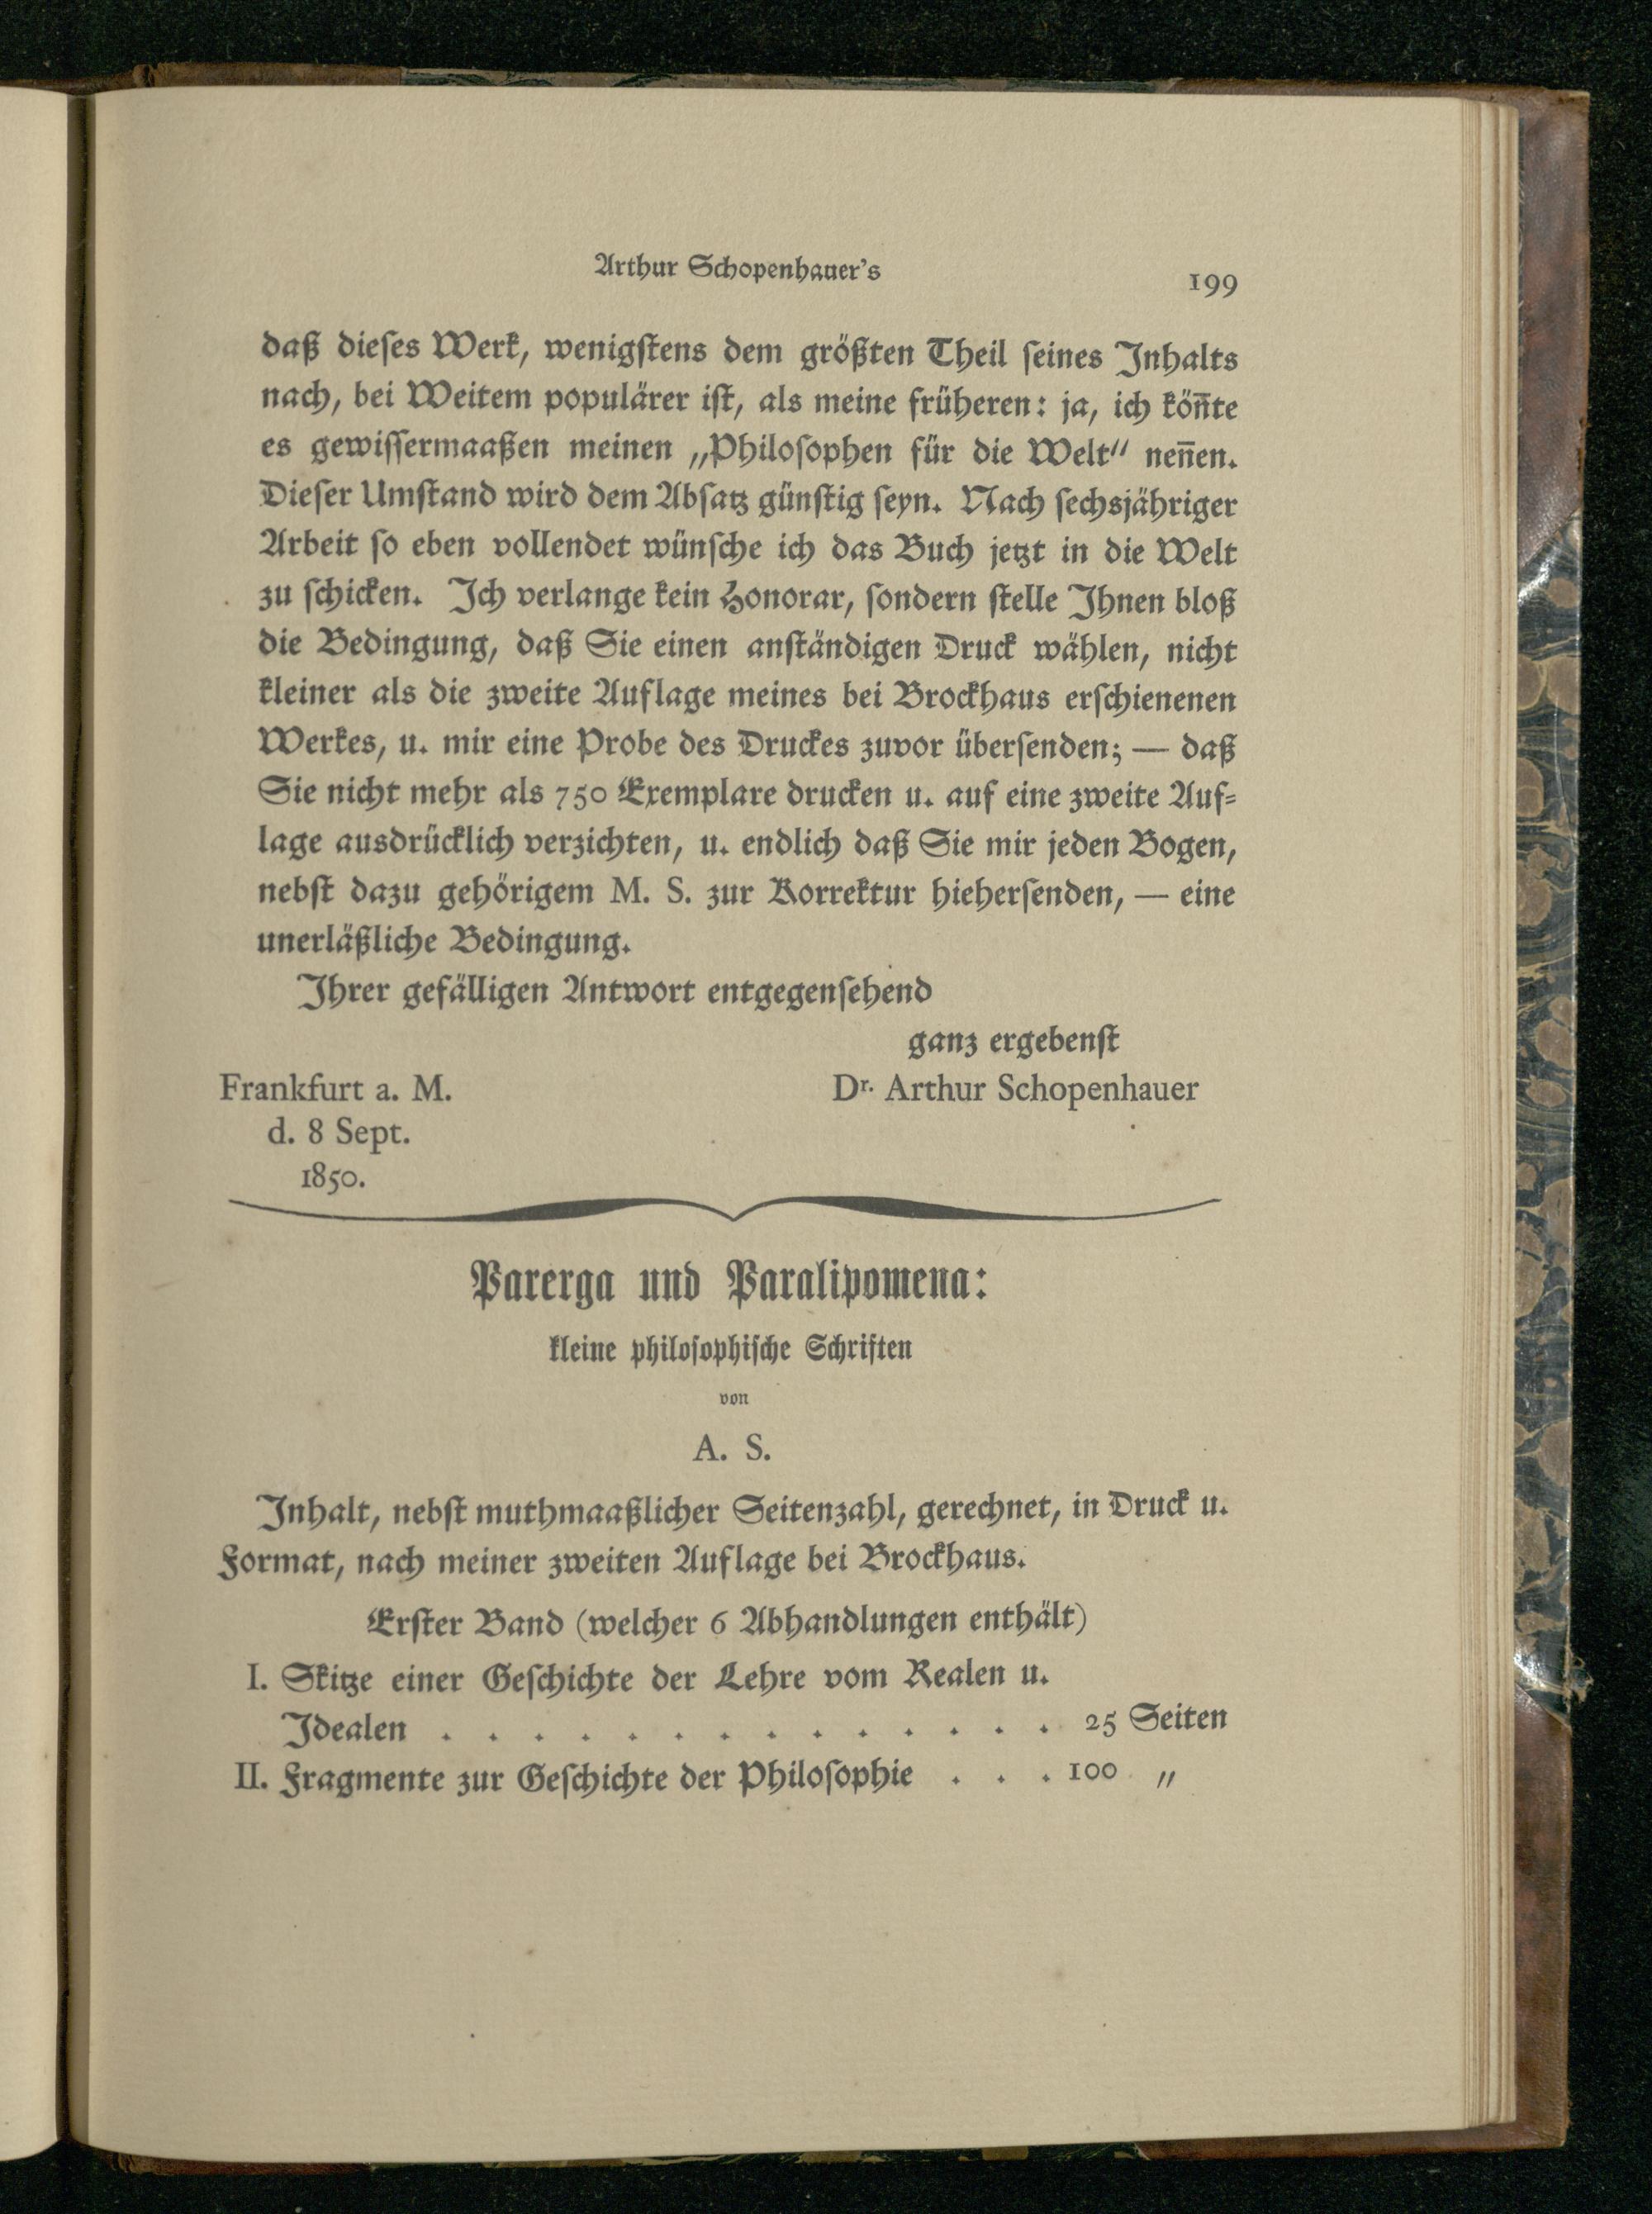 Arthur Schopenhauer's 199
daß dieses Werk, wenigstens dem größten Theil seines Inhalts
nach, bei Weitem populärer ist, als meine früheren: ja, ich kön̅te
es gewissermaaßen meinen „Philosophen für die Welt“ nen̅en.
Dieser Umstand wird dem Absatz günstig seyn. Nach sechsjähriger
Arbeit so eben vollendet wünsche ich das Buch jetzt in die Welt
zu schicken. Ich verlange kein Honorar, sondern stelle Ihnen bloß
die Bedingung, daß Sie einen anständigen Druck wählen, nicht
kleiner als die zweite Auflage meines bei Brockhaus erschienenen
Werkes, u. mir eine Probe des Druckes zuvor übersenden; — daß
Sie nicht mehr als 750 Exemplare drucken u. auf eine zweite Auf-
lage ausdrücklich verzichten, u. endlich daß Sie mir jeden Bogen,
nebst dazu gehörigem M. S. zur Korrektur hiehersenden, — eine
unerläßliche Bedingung.
Ihrer gefälligen Antwort entgegensehend
ganz ergebenst
Frankfurt a. M. Dr. Arthur Schopenhauer
d. 8 Sept.
1850.
Parerga und Paralipomena:
kleine philosophische Schriften
von
A. S.
Inhalt, nebst muthmaaßlicher Seitenzahl, gerechnet, in Druck u.
Format, nach meiner zweiten Auflage bei Brockhaus.
Erster Band (welcher 6 Abhandlungen enthält)
I. Skitze einer Geschichte der Lehre vom Realen u.
Idealen . . . . . . . . . . . . . . 25 Seiten
II. Fragmente zur Geschichte der Philosophie . . . 100 „